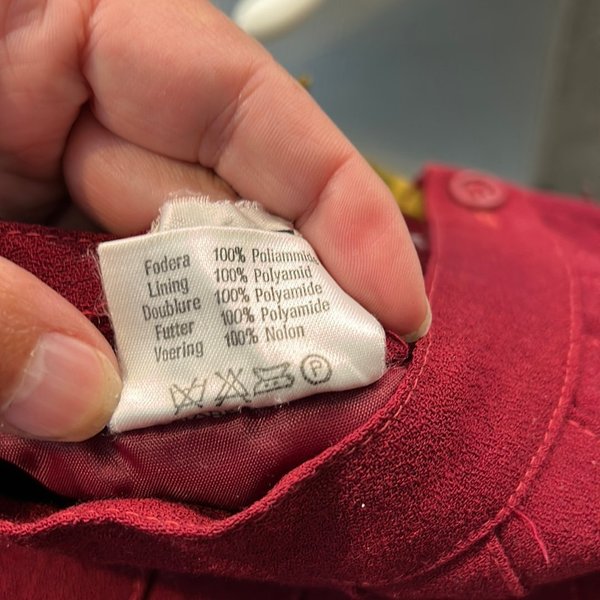 Fodera 100% Poliammide
Lining 100% Polyamid
Doublure 100% Polyamide
Futter 100% Polyamide
Voering 100% Nolon
P